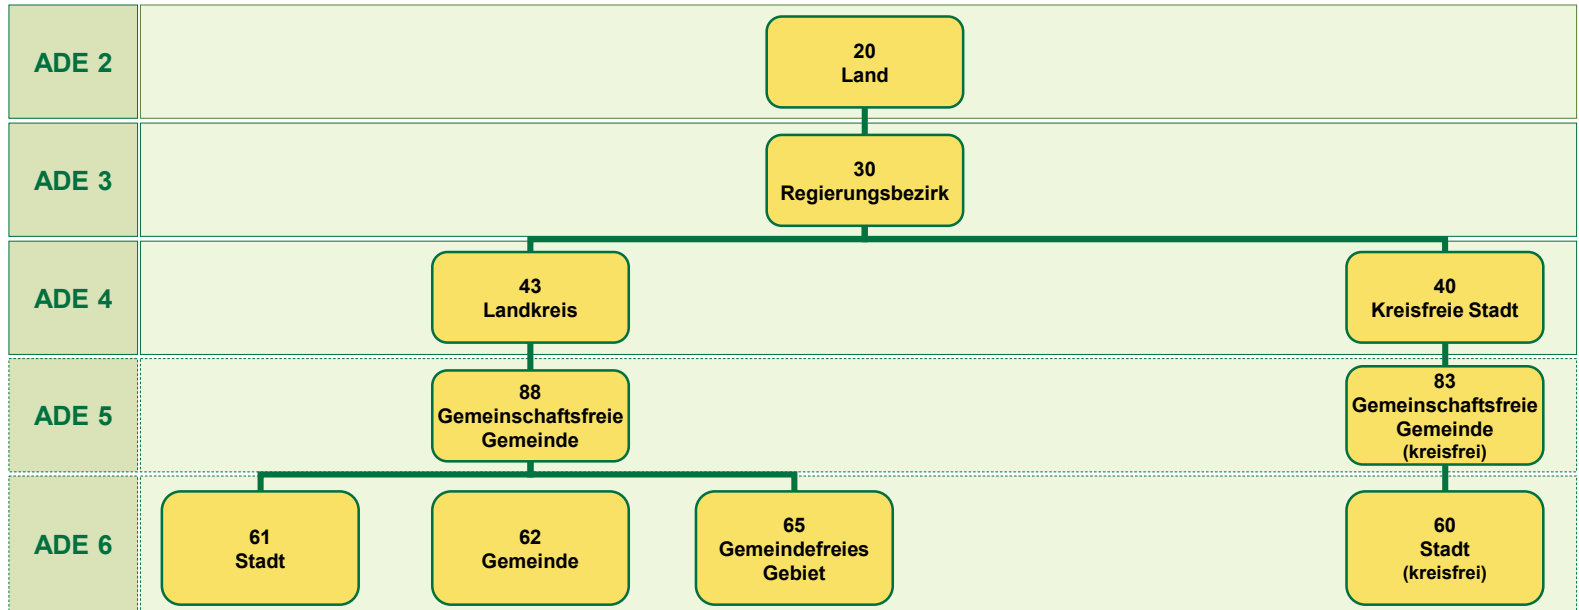 ADE 2
20
Land
ADE 3
30
Regierungsbezirk
ADE 4
43
Landkreis
40
Kreisfreie Stadt
ADE 5
88
Gemeinschaftsfreie
Gemeinde
83
Gemeinschaftsfreie
Gemeinde
(kreisfrei)
ADE 6
61
Stadt
62
Gemeinde
65
Gemeindefreies
Gebiet
60
Stadt
(kreisfrei)